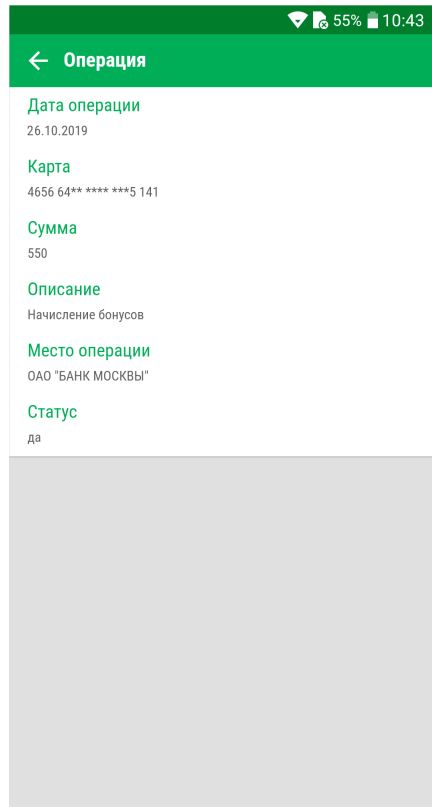 55% 10:43
Операция
Дата операции
26.10.2019
Карта
4656 64** **** ***5 141
Сумма
550
Описание
Начисление бонусов
Место операции
ОАО "БАНК МОСКВЫ"
Статус
да